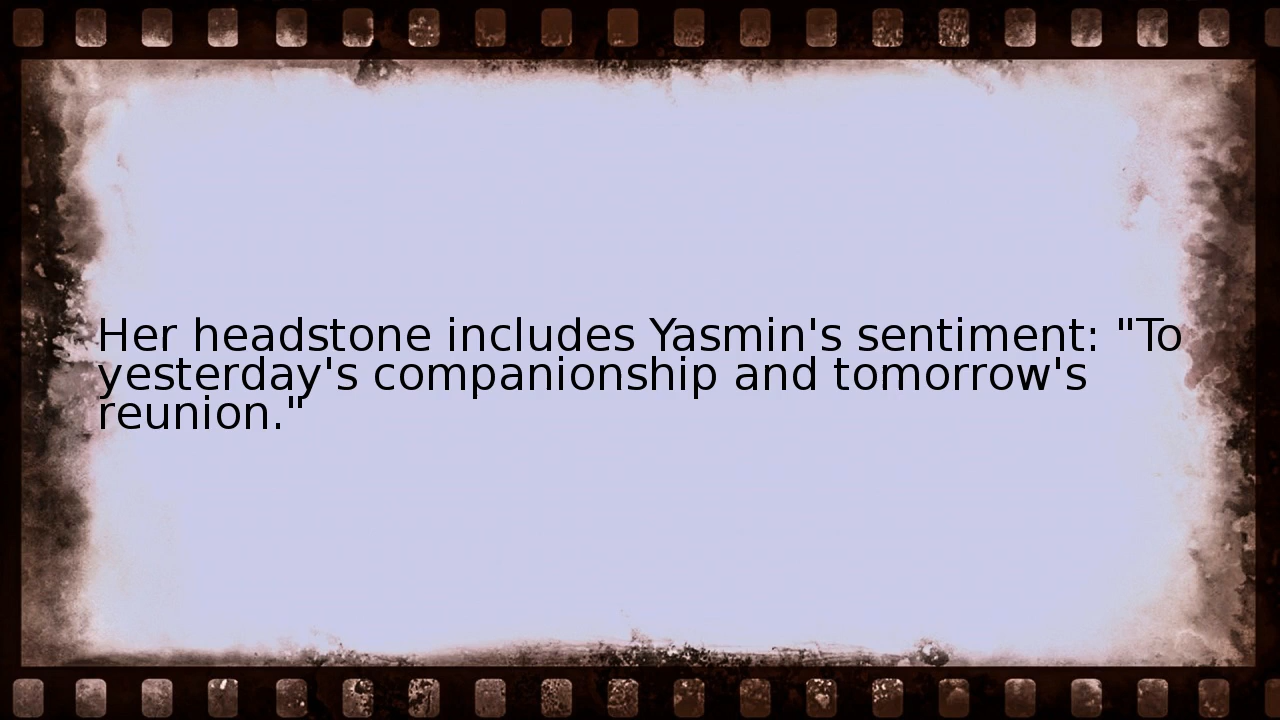 Her headstone includes Yasmin's sentiment: "To
yesterday's companionship and tomorrow's
reunion."